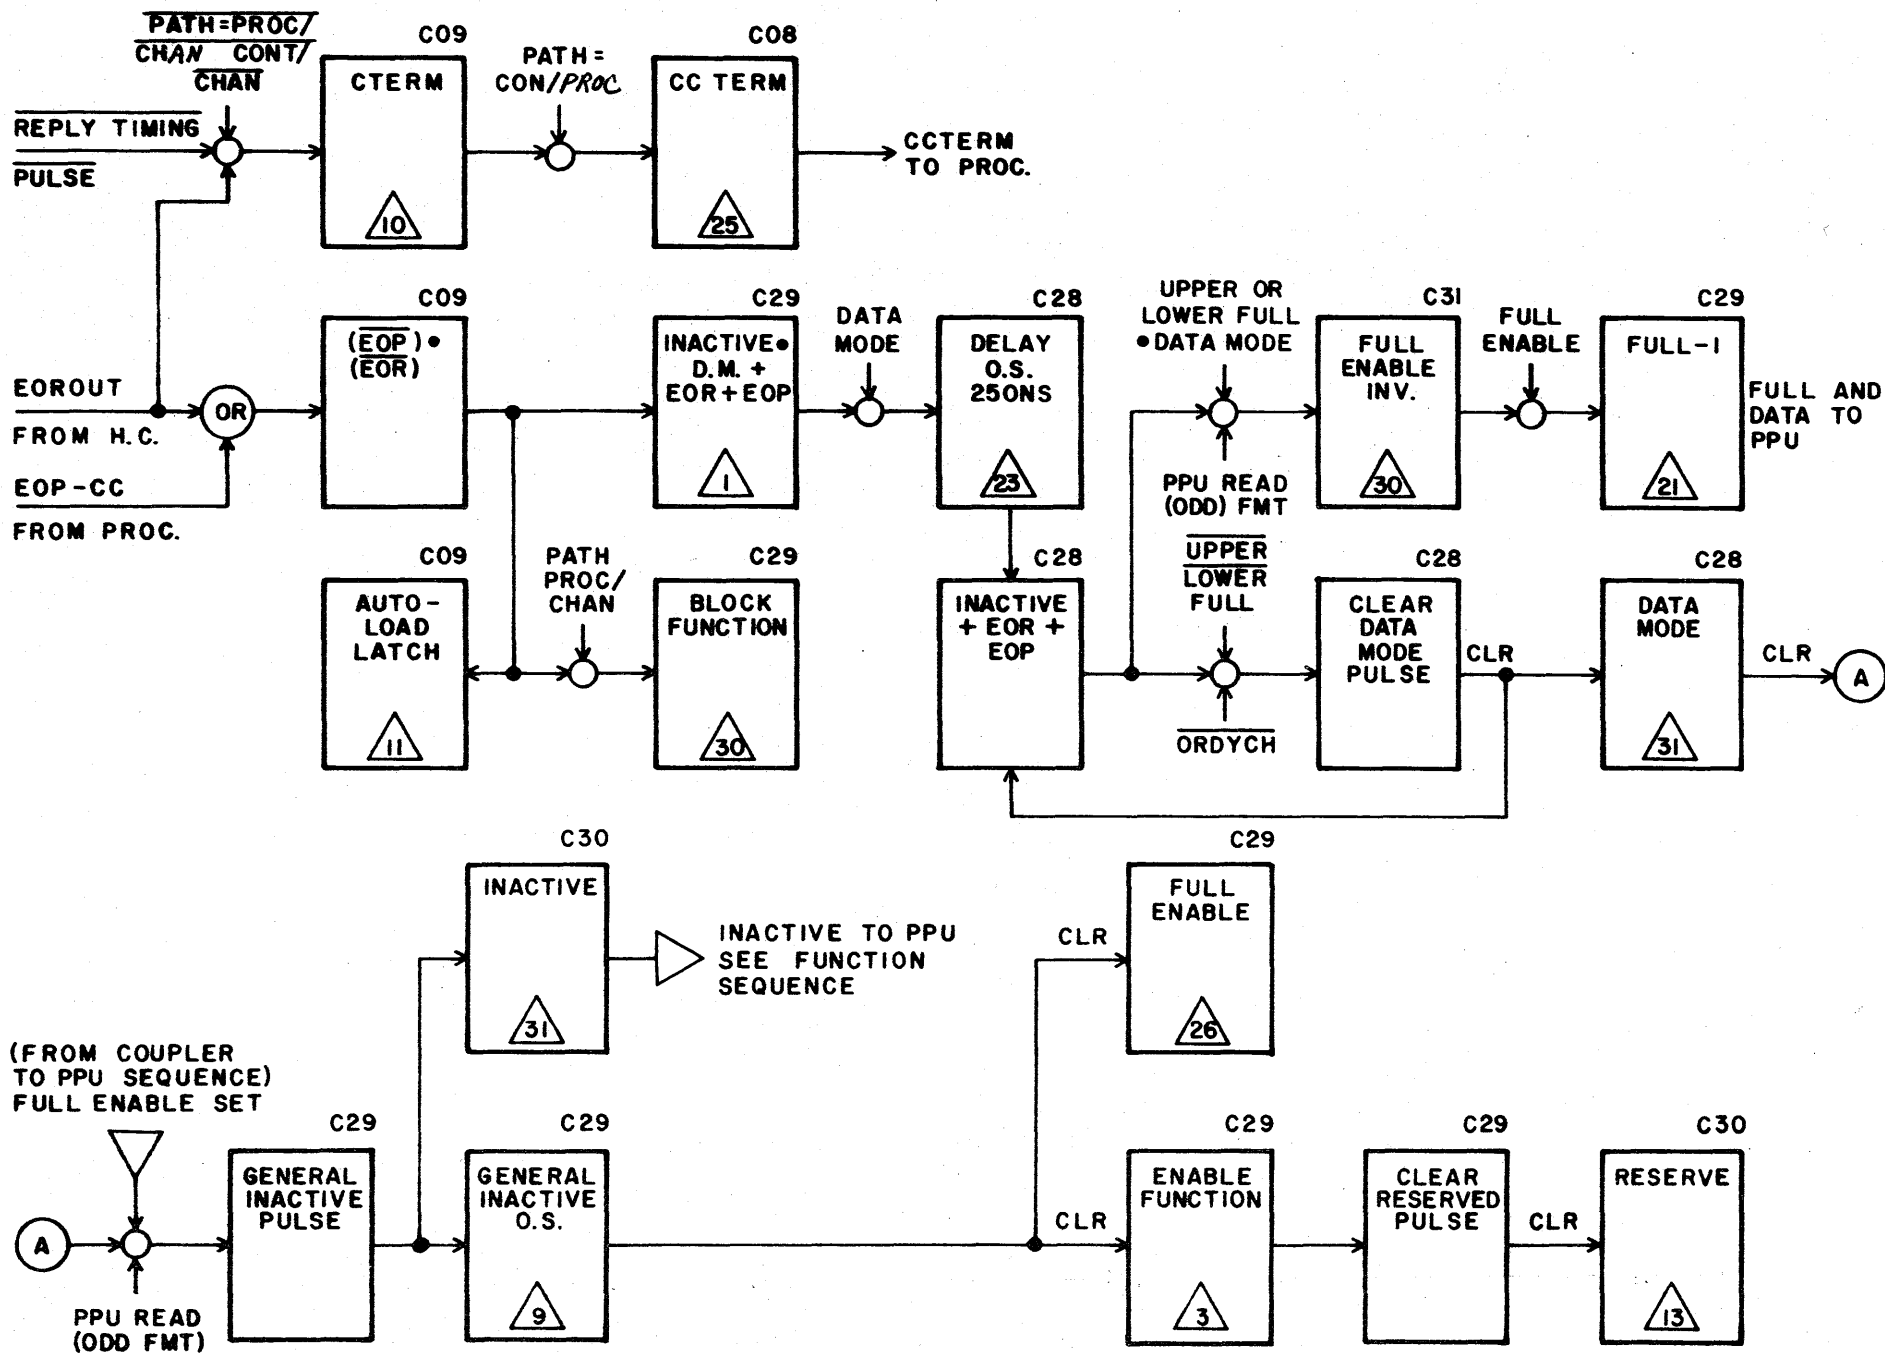 PATH=PROC/
CHAN CONT/
CHAN
REPLY TIMING
PULSE
C09
CTERM
10
PATH=
CON/PROC
C08
CC TERM
25
CCTERM
TO PROC.
EOROUT
FROM H.C.
EOP-CC
FROM PROC.
OR
C09
(EOP)•
(EOR)
C29
INACTIVE•
D.M. +
EOR+EOP
1
DATA
MODE
C28
DELAY
O.S.
250NS
23
UPPER OR
LOWER FULL
•DATA MODE
PPU READ
(ODD) FMT
C31
FULL
ENABLE
INV.
30
FULL
ENABLE
C29
FULL-1
21
FULL AND
DATA TO
PPU
C09
AUTO-
LOAD
LATCH
11
PATH
PROC/
CHAN
C29
BLOCK
FUNCTION
30
C28
INACTIVE
+ EOR +
EOP
UPPER
LOWER
FULL
ORDYCH
C28
CLEAR
DATA
MODE
PULSE
CLR
C28
DATA
MODE
31
CLR
A
C30
INACTIVE
31
INACTIVE TO PPU
SEE FUNCTION
SEQUENCE
C29
FULL
ENABLE
26
CLR
(FROM COUPLER
TO PPU SEQUENCE)
FULL ENABLE SET
A
PPU READ
(ODD FMT)
C29
GENERAL
INACTIVE
PULSE
C29
GENERAL
INACTIVE
O.S.
9
CLR
C29
ENABLE
FUNCTION
3
C29
CLEAR
RESERVED
PULSE
CLR
C30
RESERVE
13